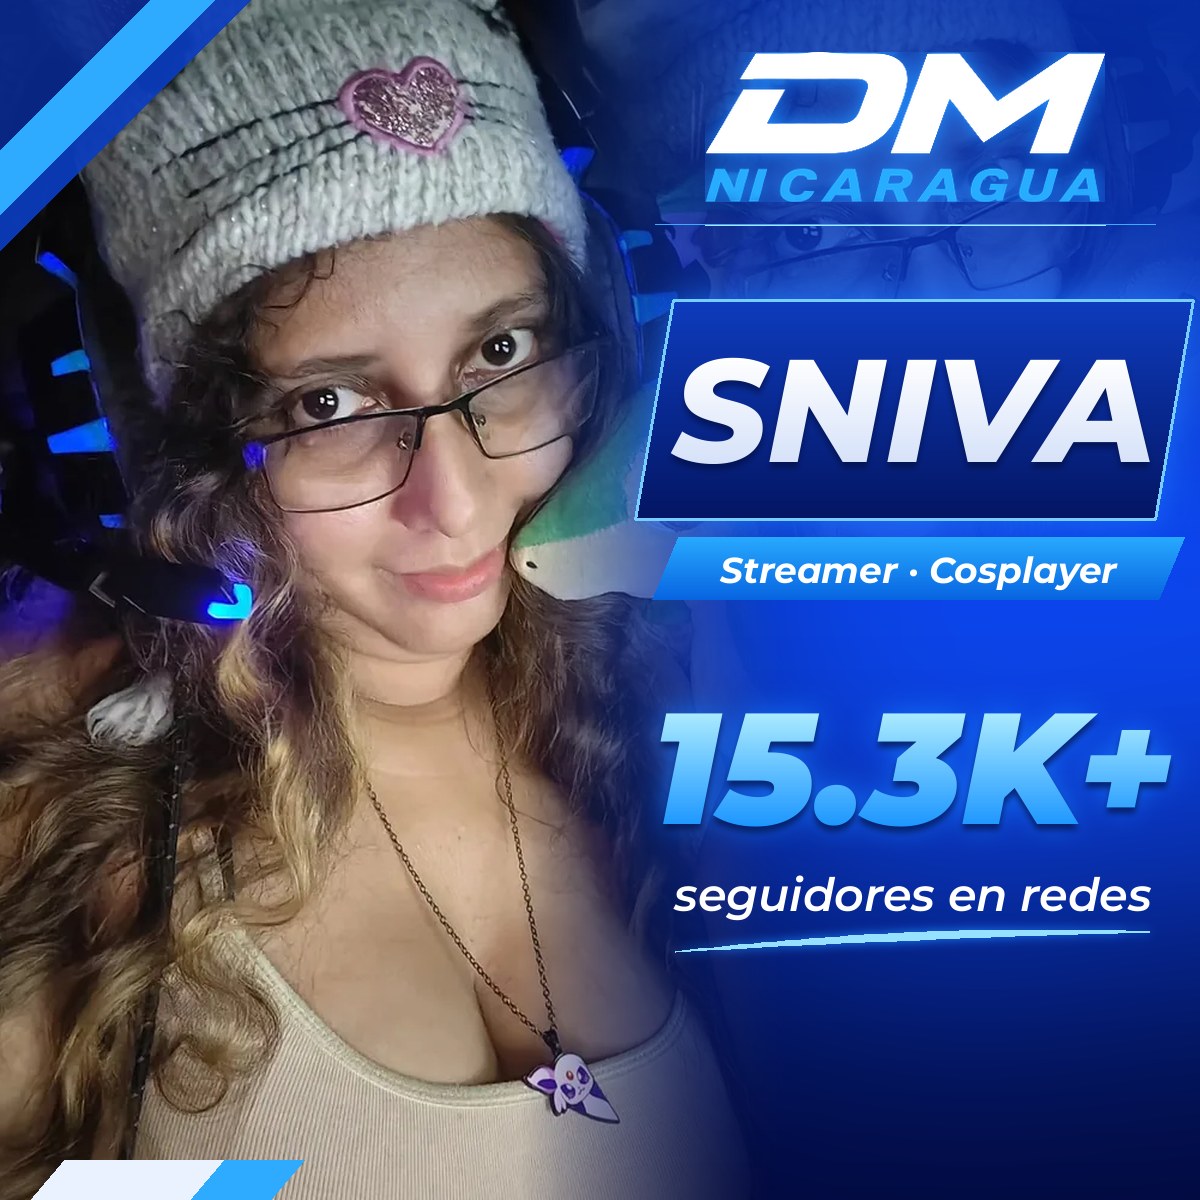 DM
NICARAGUA
SNIVA
Streamer · Cosplayer
15.3K+
seguidores en redes